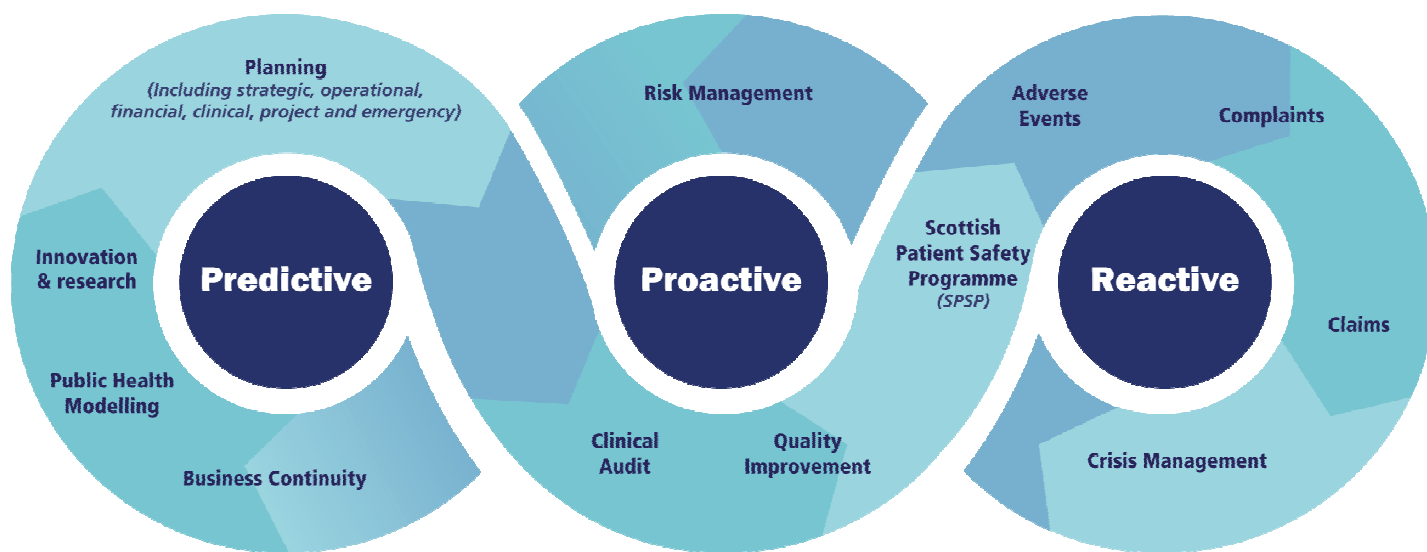 Planning
(Including strategic, operational,
financial, clinical, project and emergency)
Innovation
& research
Predictive
Public Health
Modelling
Business Continuity
Risk Management
Proactive
Clinical
Audit
Quality
Improvement
Scottish
Patient Safety
Programme
(SPSP)
Adverse
Events
Complaints
Reactive
Claims
Crisis Management